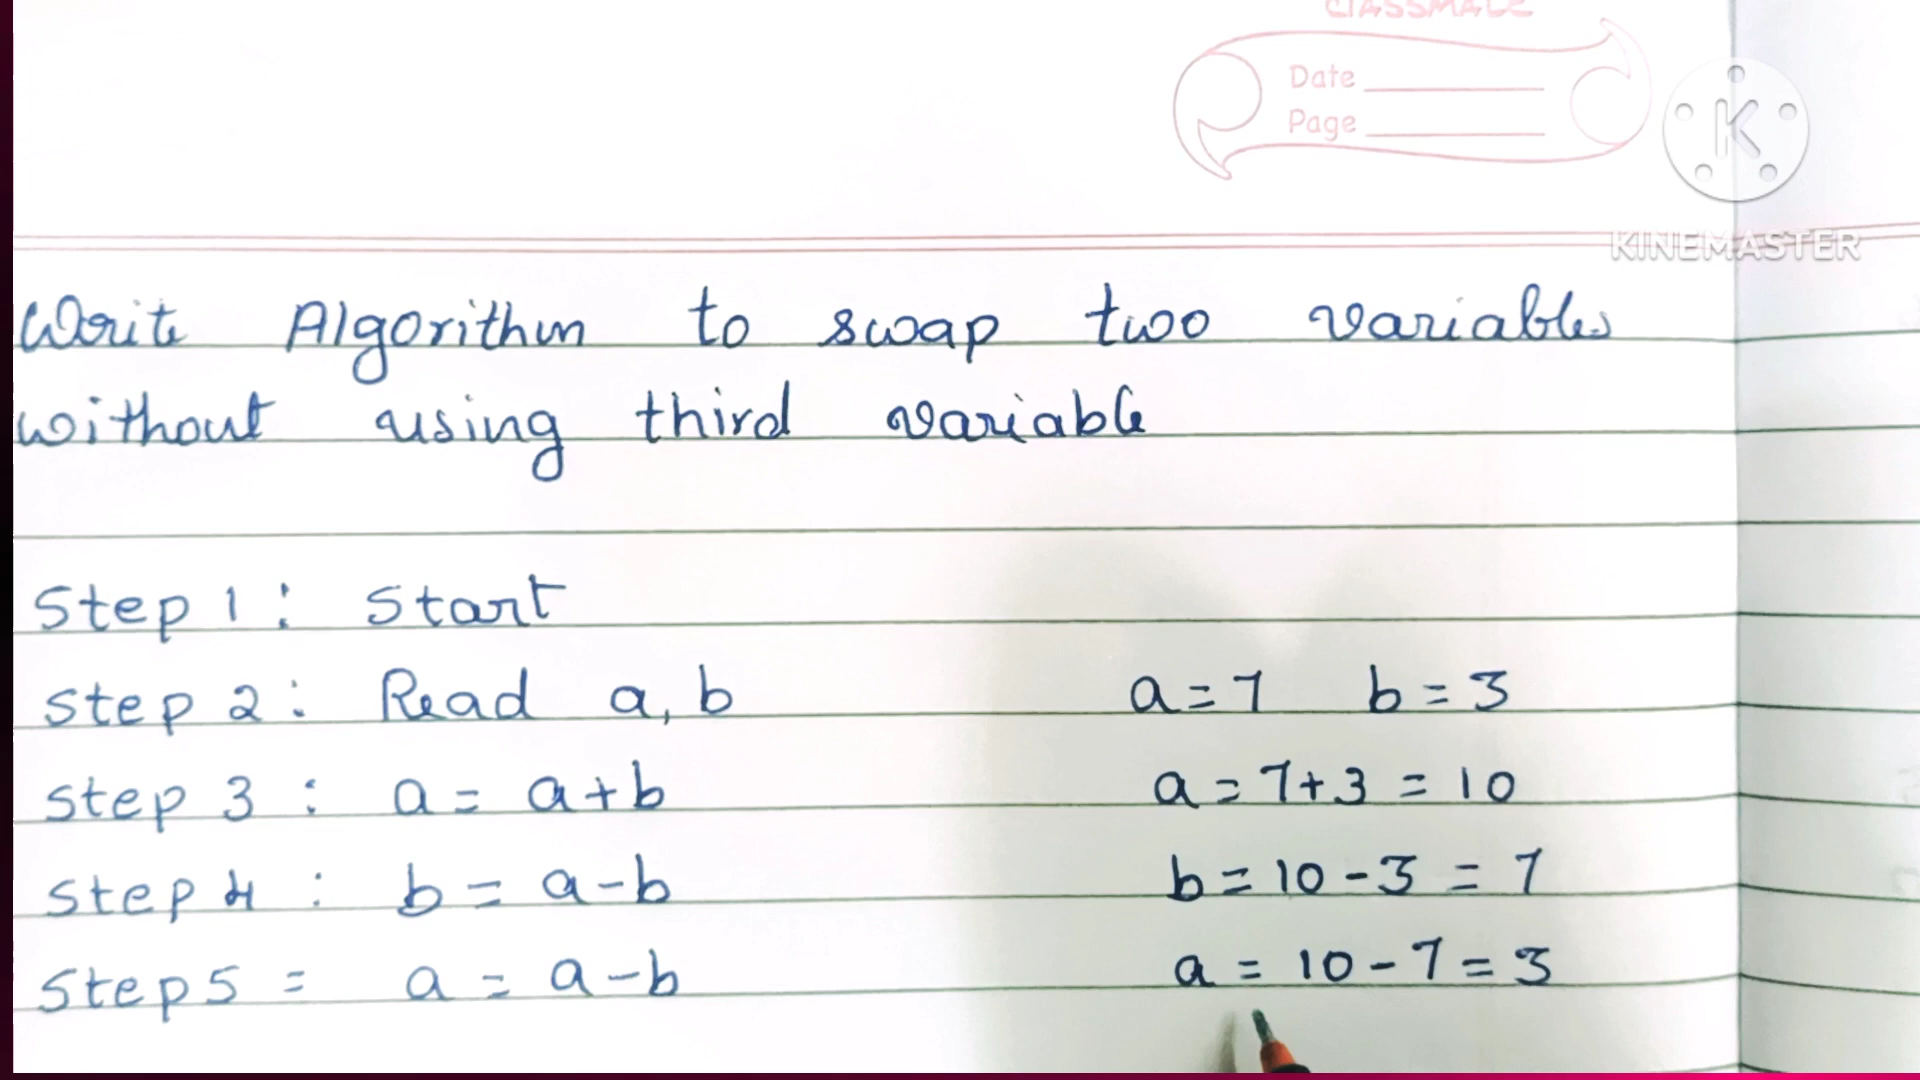 CLASSMATE
Date
Page
K
KINEMASTER
Write Algorithm to swap two variables
without using third variable
Step 1 : Start
Step 2 : Read a, b a = 7 b = 3
Step 3 : a = a+b a = 7+3 = 10
Step 4 : b = a-b b = 10-3 = 7
Step 5 = a = a-b a = 10-7 = 3